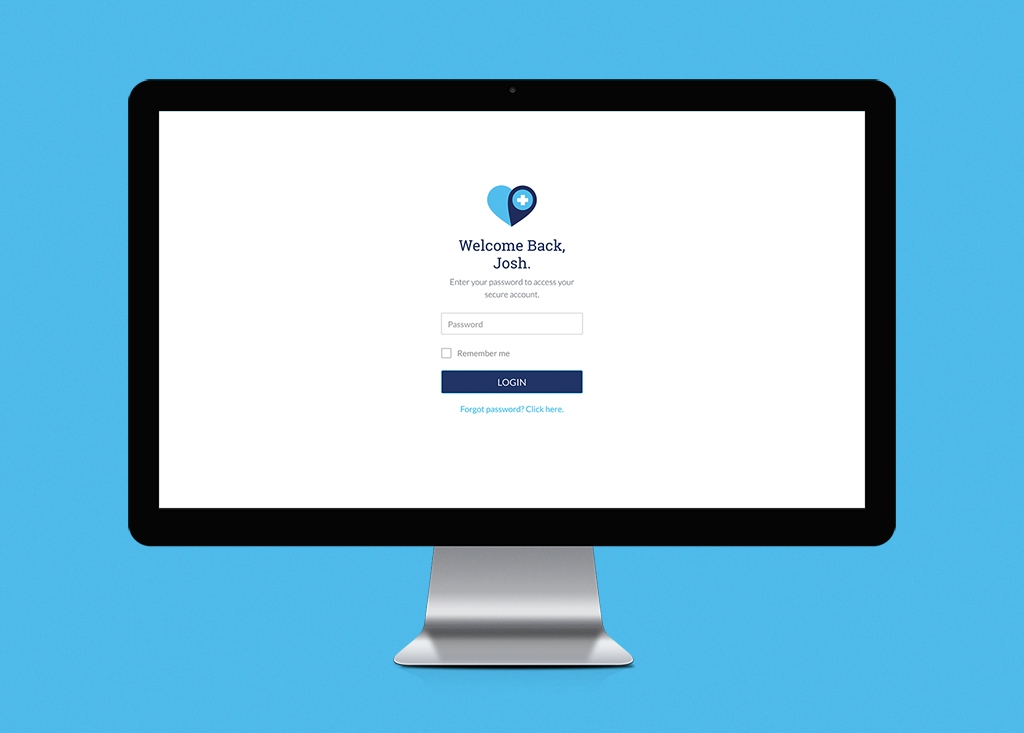 Welcome Back,
Josh.
Enter your password to access your
secure account.
Password
Remember me
LOGIN
Forgot password? Click here.